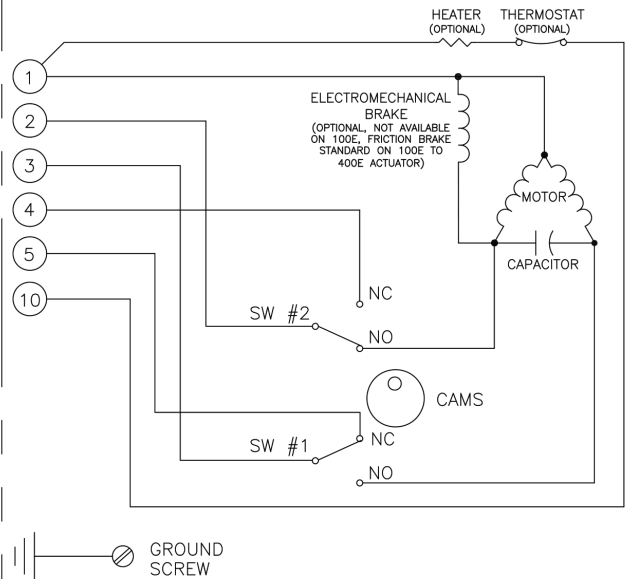 HEATER
(OPTIONAL)
THERMOSTAT
(OPTIONAL)
1
2
3
4
5
10
ELECTROMECHANICAL
BRAKE
(OPTIONAL, NOT AVAILABLE
ON 100E, FRICTION BRAKE
STANDARD ON 100E TO
400E ACTUATOR)
MOTOR
CAPACITOR
NC
SW #2
NO
CAMS
NC
SW #1
NO
GROUND
SCREW